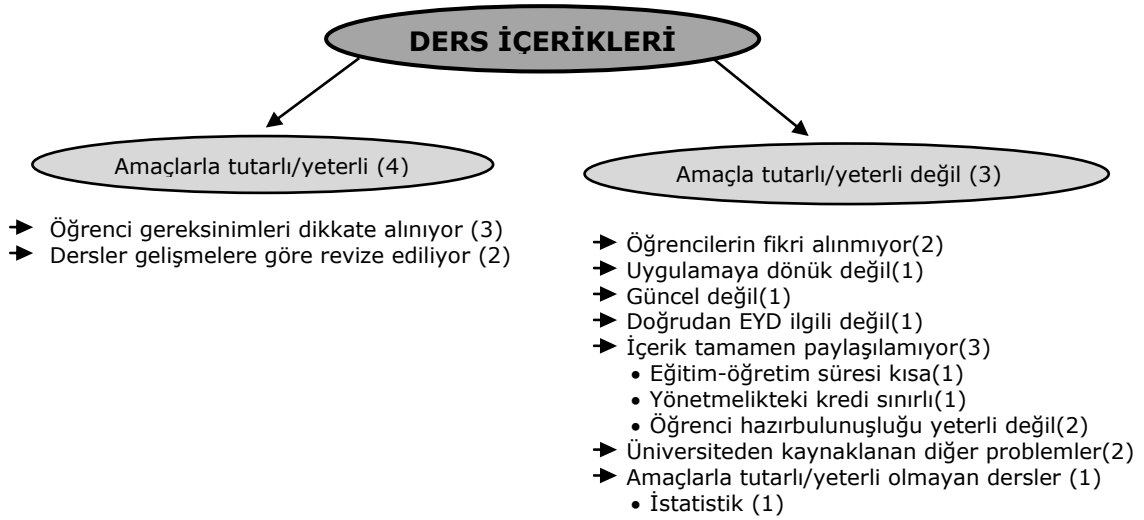 DERS İÇERİKLERİ
Amaçlarla tutarlı/yeterli (4)
Öğrenci gereksinimleri dikkate alınıyor (3)
Dersler gelişmelere göre revize ediliyor (2)
Amaçla tutarlı/yeterli değil (3)
Öğrencilerin fikri alınmıyor(2)
Uygulamaya dönük değil(1)
Güncel değil(1)
Doğrudan EYD ilgili değil(1)
İçerik tamamen paylaşılamıyor(3)
• Eğitim-öğretim süresi kısa(1)
• Yönetmelikteki kredi sınırlı(1)
• Öğrenci hazırbulunuşluğu yeterli değil(2)
Üniversiteden kaynaklanan diğer problemler(2)
Amaçlarla tutarlı/yeterli olmayan dersler (1)
• İstatistik (1)